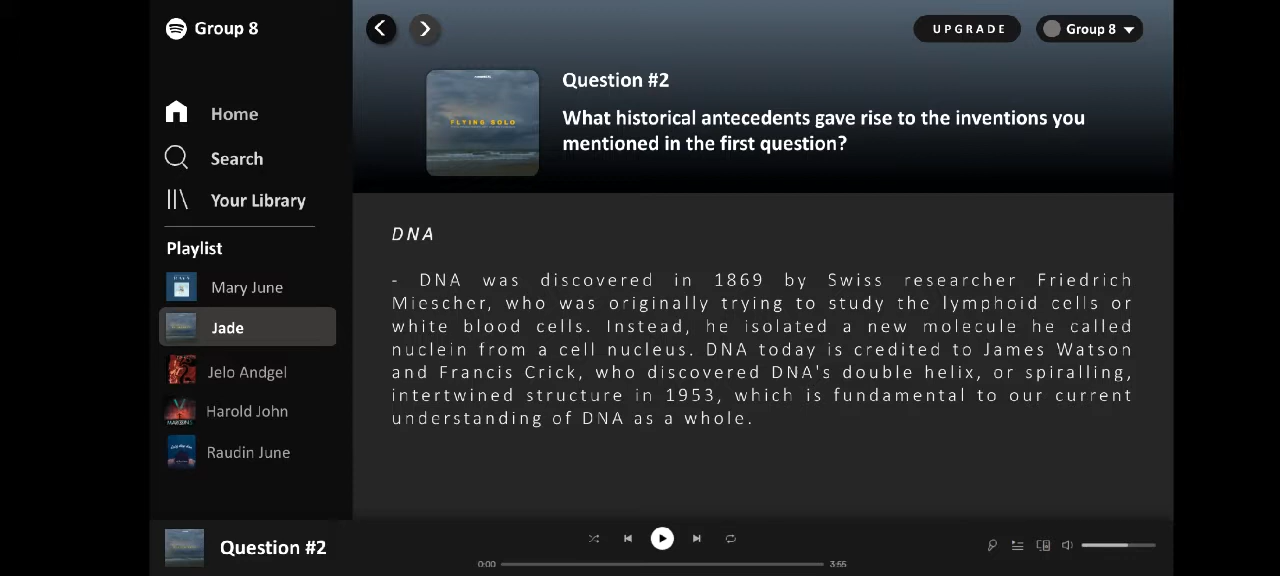 Group 8
UPGRADE
Group 8
Home
Search
Your Library
Playlist
Mary June
Jade
Jelo Andgel
Harold John
Raudin June
FLYING SOLO
Question #2
What historical antecedents gave rise to the inventions you
mentioned in the first question?
DNA
- DNA was discovered in 1869 by Swiss researcher Friedrich
Miescher, who was originally trying to study the lymphoid cells or
white blood cells. Instead, he isolated a new molecule he called
nuclein from a cell nucleus. DNA today is credited to James Watson
and Francis Crick, who discovered DNA's double helix, or spiralling,
intertwined structure in 1953, which is fundamental to our current
understanding of DNA as a whole.
Question #2
0:00
3:55